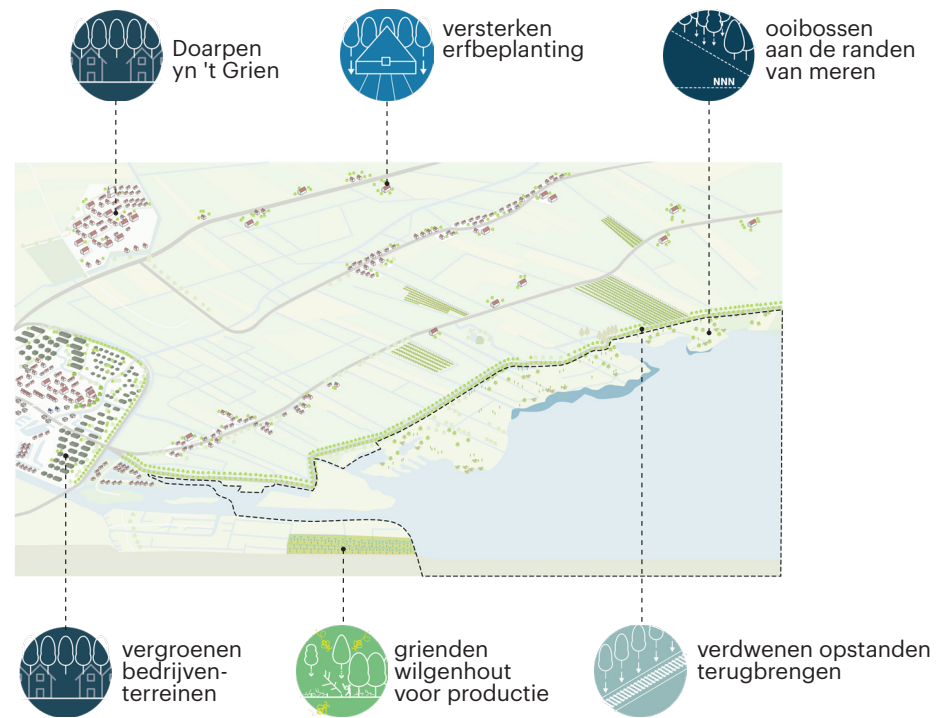 Doarpen
yn 't Grien
versterken
erfbeplanting
ooibossen
aan de randen
van meren
NNN
vergroenen
bedrijven-
terreinen
grienden
wilgenhout
voor productie
verdwenen opstanden
terugbrengen